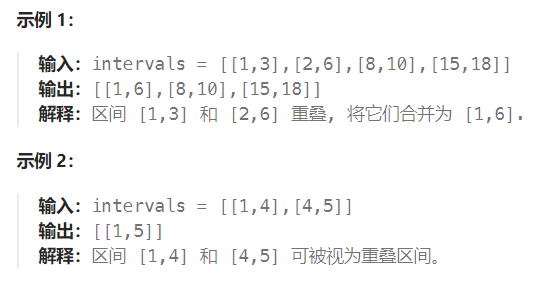 示例 1：
输入：intervals = [[1,3],[2,6],[8,10],[15,18]]
输出：[[1,6],[8,10],[15,18]]
解释：区间 [1,3] 和 [2,6] 重叠, 将它们合并为 [1,6].
示例 2：
输入：intervals = [[1,4],[4,5]]
输出：[[1,5]]
解释：区间 [1,4] 和 [4,5] 可被视为重叠区间。